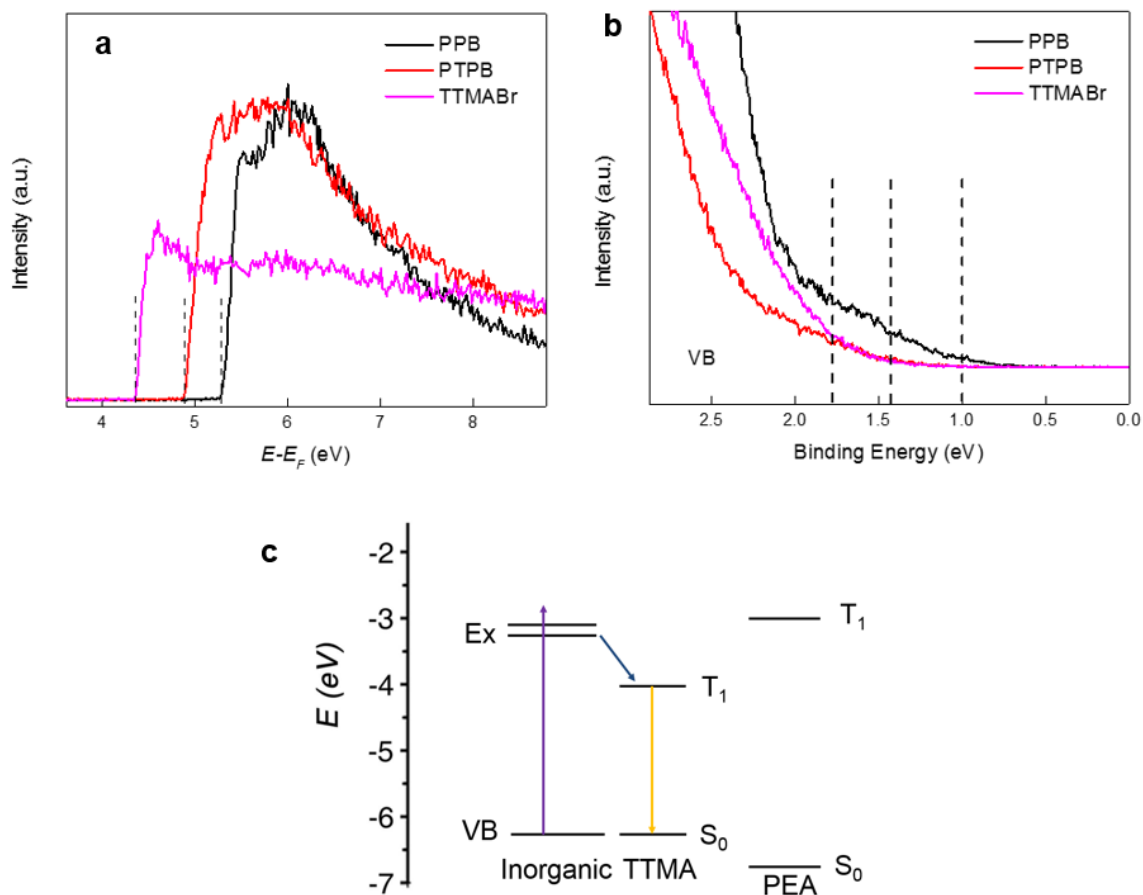 a
PPB
PTPB
TTMABr
Intensity (a.u.)
4 5 6 7 8
E-E_F (eV)
b
PPB
PTPB
TTMABr
Intensity (a.u.)
VB
2.5 2.0 1.5 1.0 0.5 0.0
Binding Energy (eV)
c
E (eV)
-2
-3
-4
-5
-6
-7
Ex
T₁
T₁
VB
S₀
S₀
Inorganic TTMA
PEA